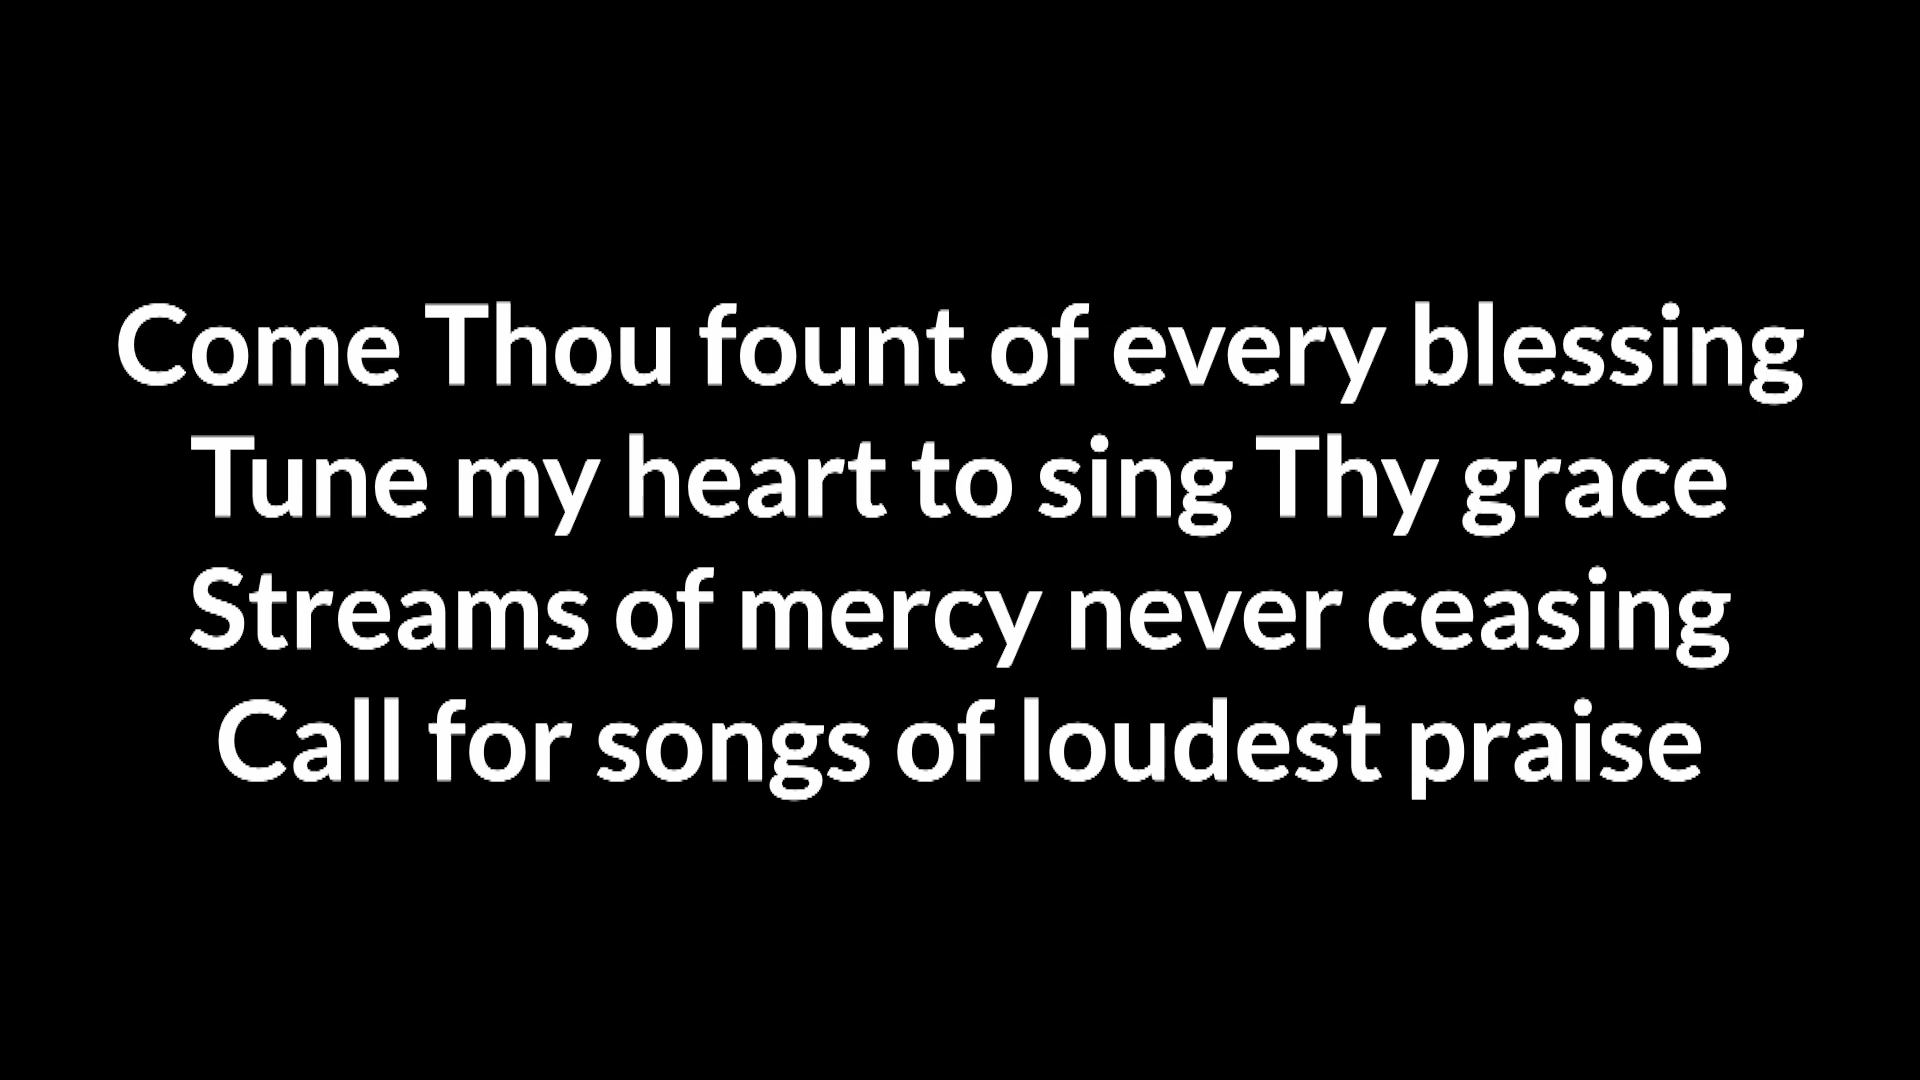 Come Thou fount of every blessing
Tune my heart to sing Thy grace
Streams of mercy never ceasing
Call for songs of loudest praise